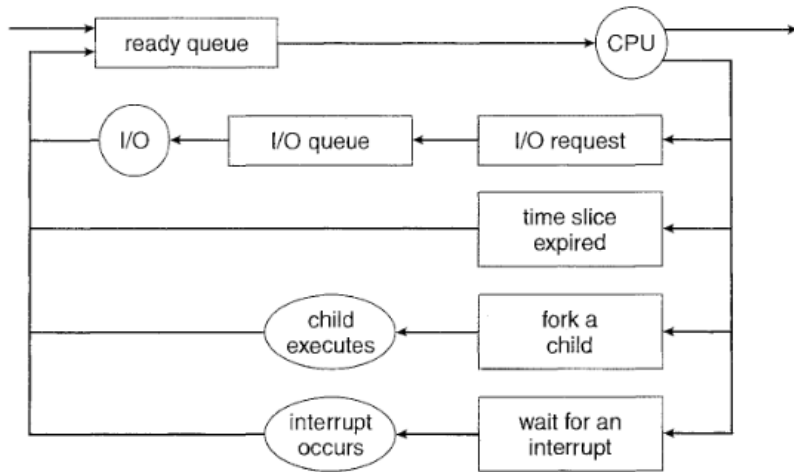 ready queue
CPU
I/O
I/O queue
I/O request
time slice
expired
child
executes
fork a
child
interrupt
occurs
wait for an
interrupt